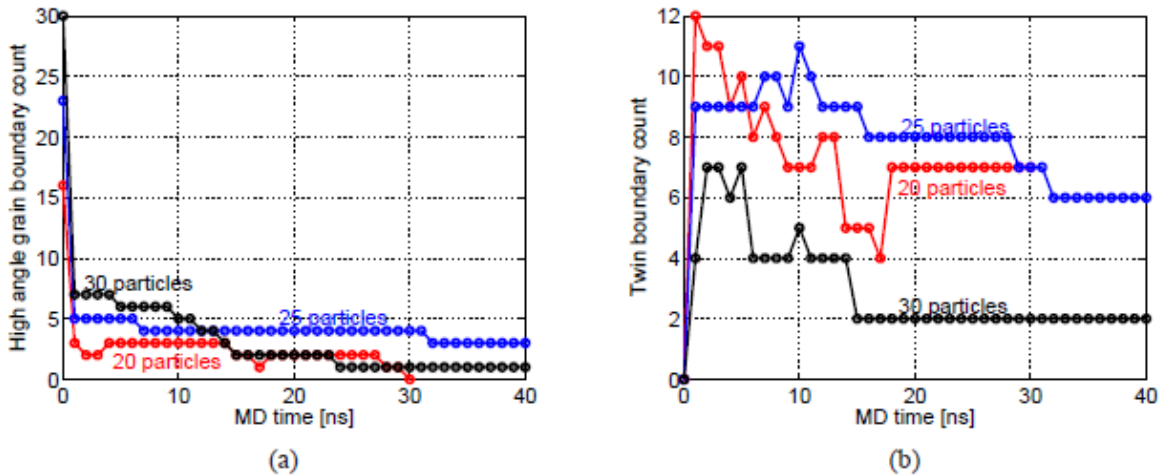 30
25
20
15
10
5
0
High angle grain boundary count
30 particles
25 particles
20 particles
0 10 20 30 40
MD time [ns]
(a)
12
10
8
6
4
2
0
Twin boundary count
25 particles
20 particles
30 particles
0 10 20 30 40
MD time [ns]
(b)